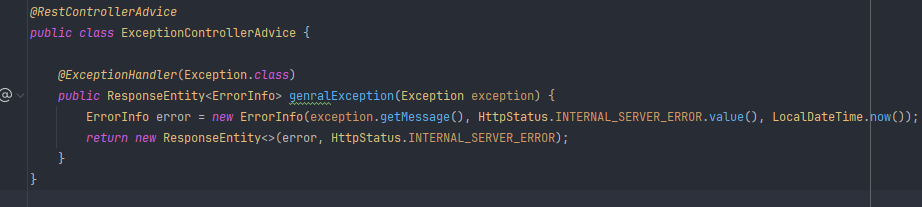 @RestControllerAdvice
public class ExceptionControllerAdvice {
@ExceptionHandler(Exception.class)
public ResponseEntity<ErrorInfo> genralException(Exception exception) {
ErrorInfo error = new ErrorInfo(exception.getMessage(), HttpStatus.INTERNAL_SERVER_ERROR.value(), LocalDateTime.now());
return new ResponseEntity<>(error, HttpStatus.INTERNAL_SERVER_ERROR);
}
}